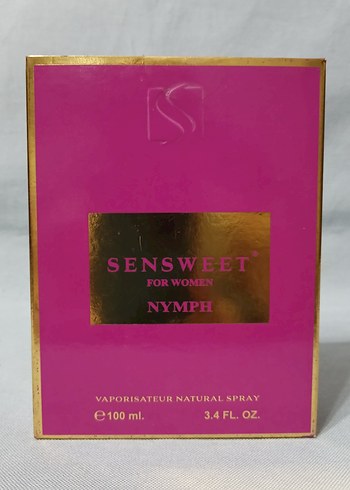 SENSWEET®
FOR WOMEN
NYMPH
VAPORISATEUR NATURAL SPRAY
℮100 ml. 3.4 FL. OZ.